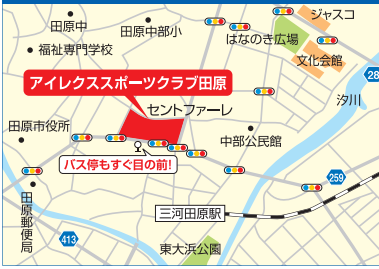 田原中
田原中部小
ジャスコ
はなのき広場
福祉専門学校
文化会館
28
アイレクススポーツクラブ田原
汐川
セントファーレ
田原市役所
中部公民館
バス停もすぐ目の前!
259
田原郵便局
三河田原駅
413
東大浜公園